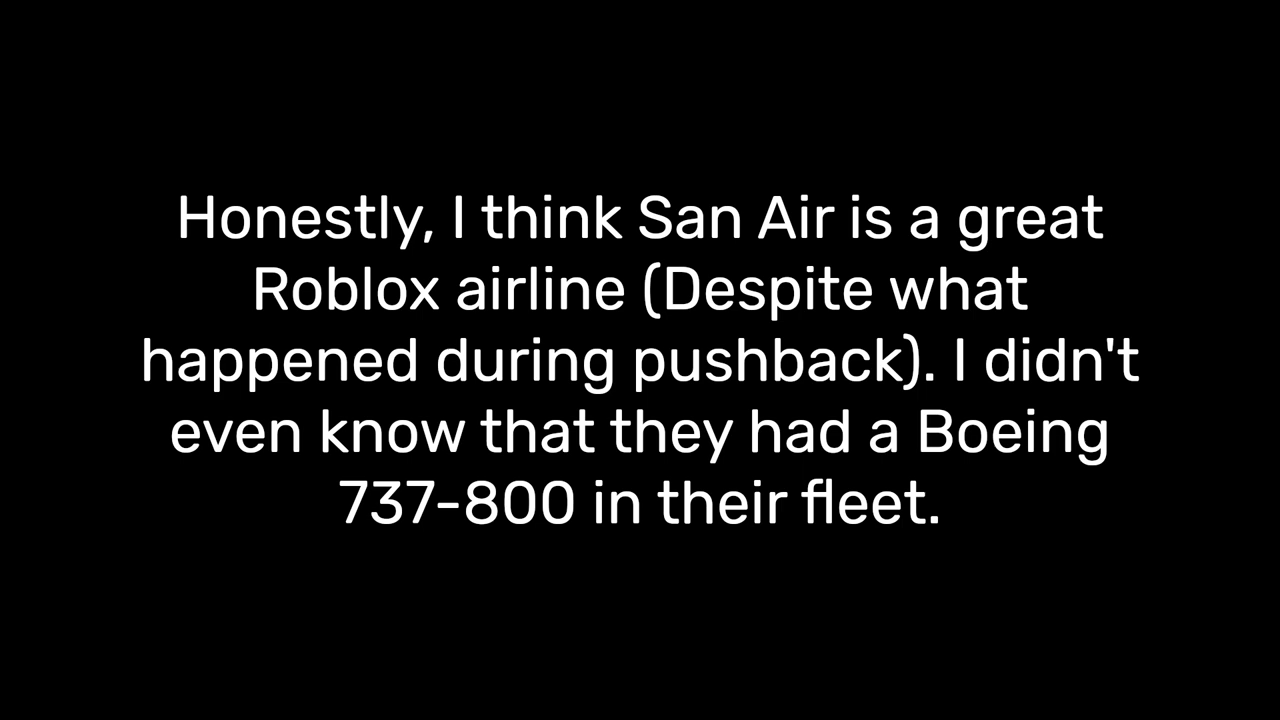 Honestly, I think San Air is a great
Roblox airline (Despite what
happened during pushback). I didn't
even know that they had a Boeing
737-800 in their fleet.